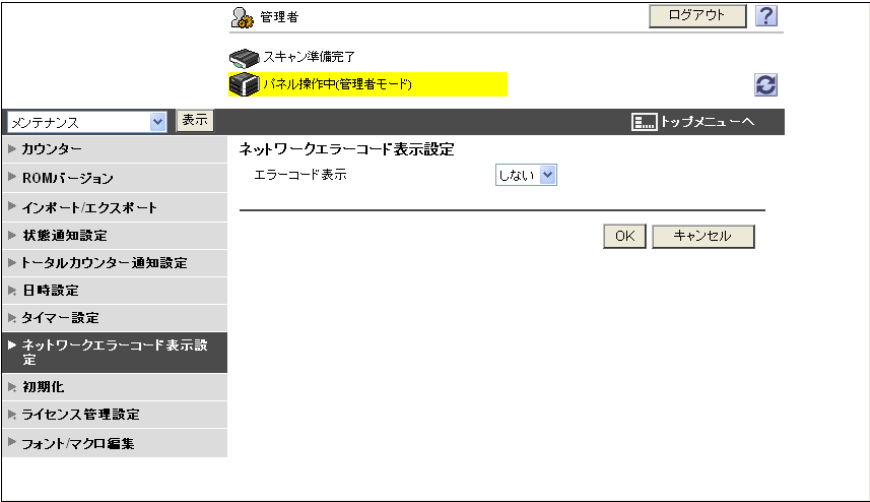 管理者
ログアウト
?
スキャン準備完了
パネル操作中(管理者モード)
メンテナンス
表示
トップメニューへ
カウンター
ROMバージョン
インポート/エクスポート
状態通知設定
トータルカウンター通知設定
日時設定
タイマー設定
ネットワークエラーコード表示設
定
初期化
ライセンス管理設定
フォント/マクロ編集
ネットワークエラーコード表示設定
エラーコード表示
しない
OK
キャンセル